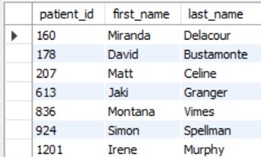 patient_id first_name last_name
160 Miranda Delacour
178 David Bustamonte
207 Matt Celine
613 Jaki Granger
836 Montana Vimes
924 Simon Spellman
1201 Irene Murphy